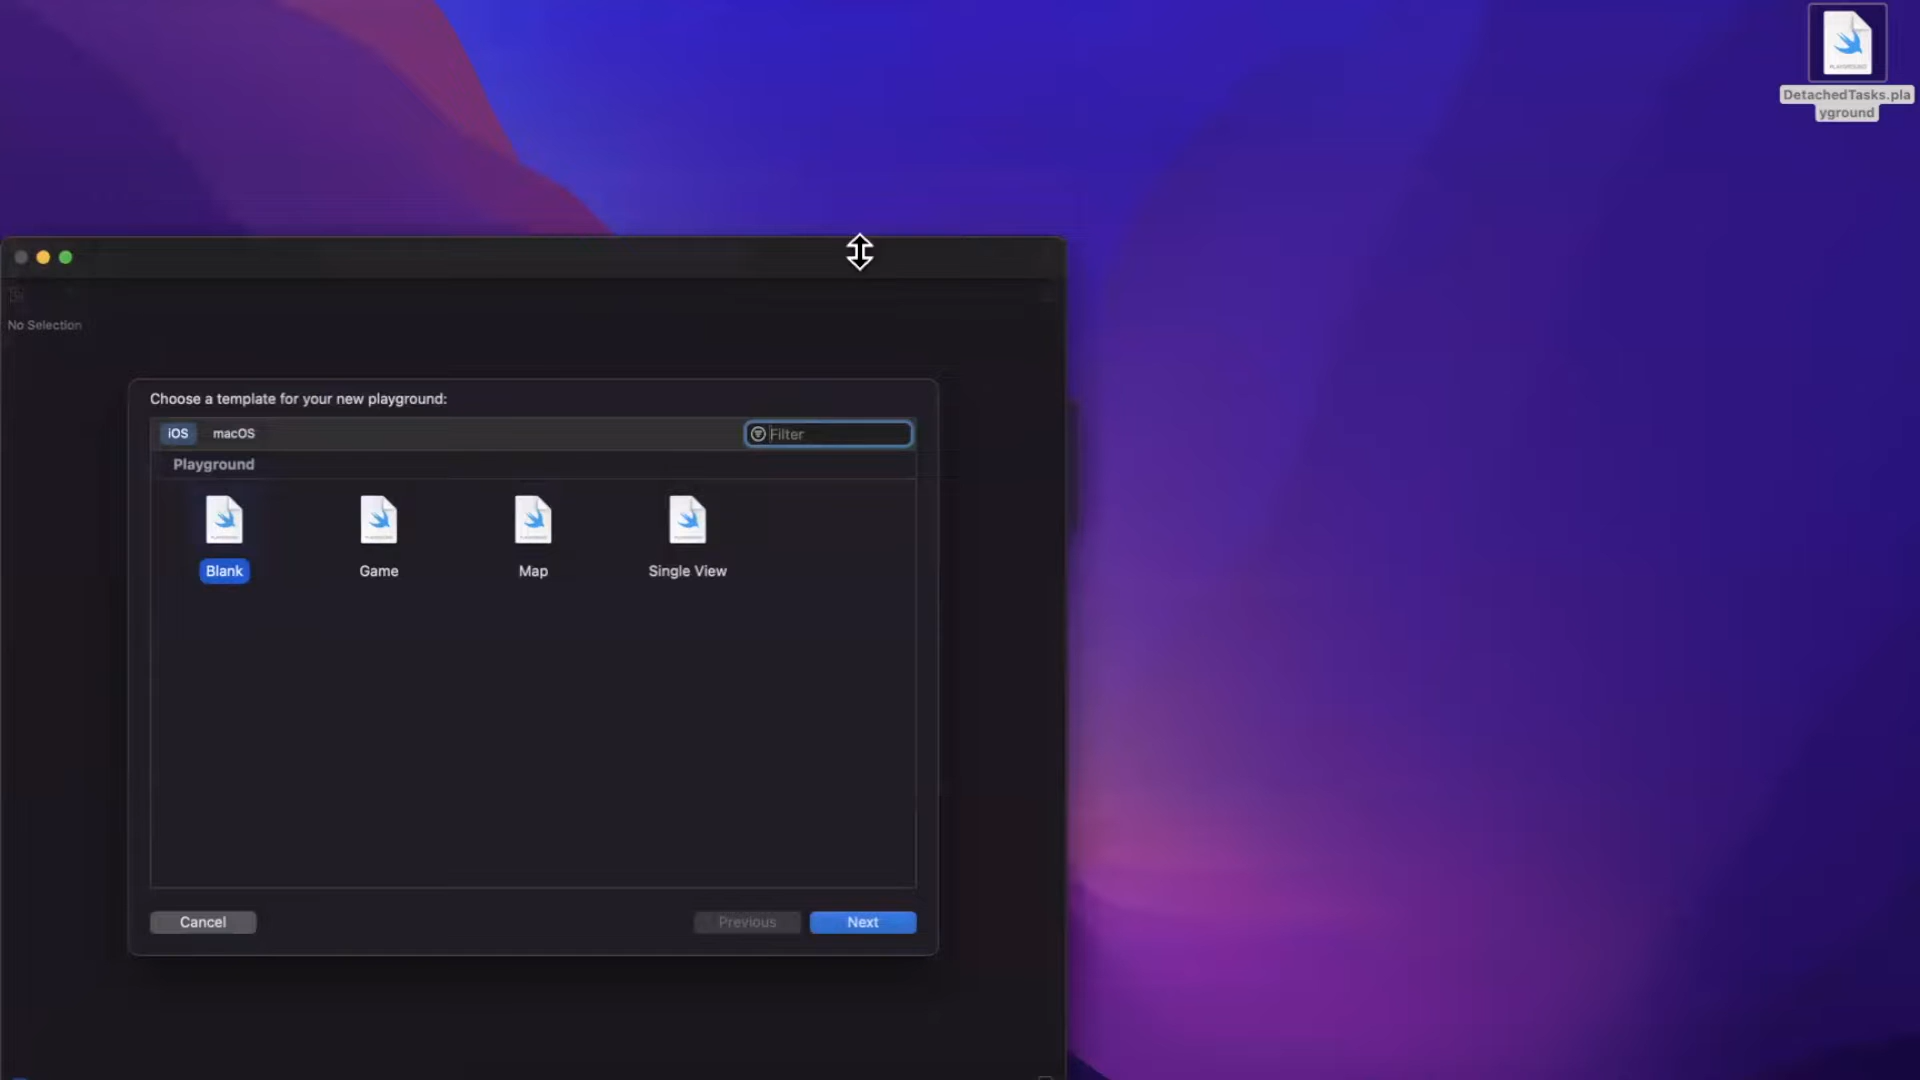 DetachedTasks.pla
yground
No Selection
Choose a template for your new playground:
iOS macOS Filter
Playground
Blank Game Map Single View
Cancel Previous Next